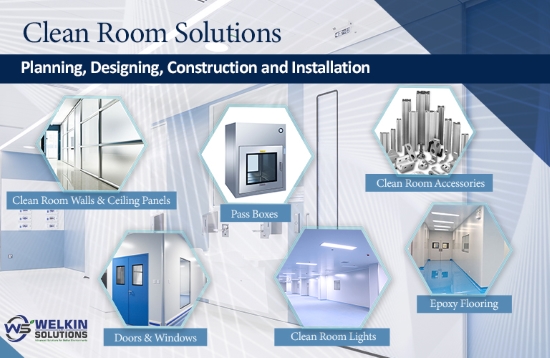 Clean Room Solutions
Planning, Designing, Construction and Installation
Clean Room Walls & Ceiling Panels
Pass Boxes
Clean Room Accessories
Doors & Windows
Clean Room Lights
Epoxy Flooring
WS
WELKIN
SOLUTIONS